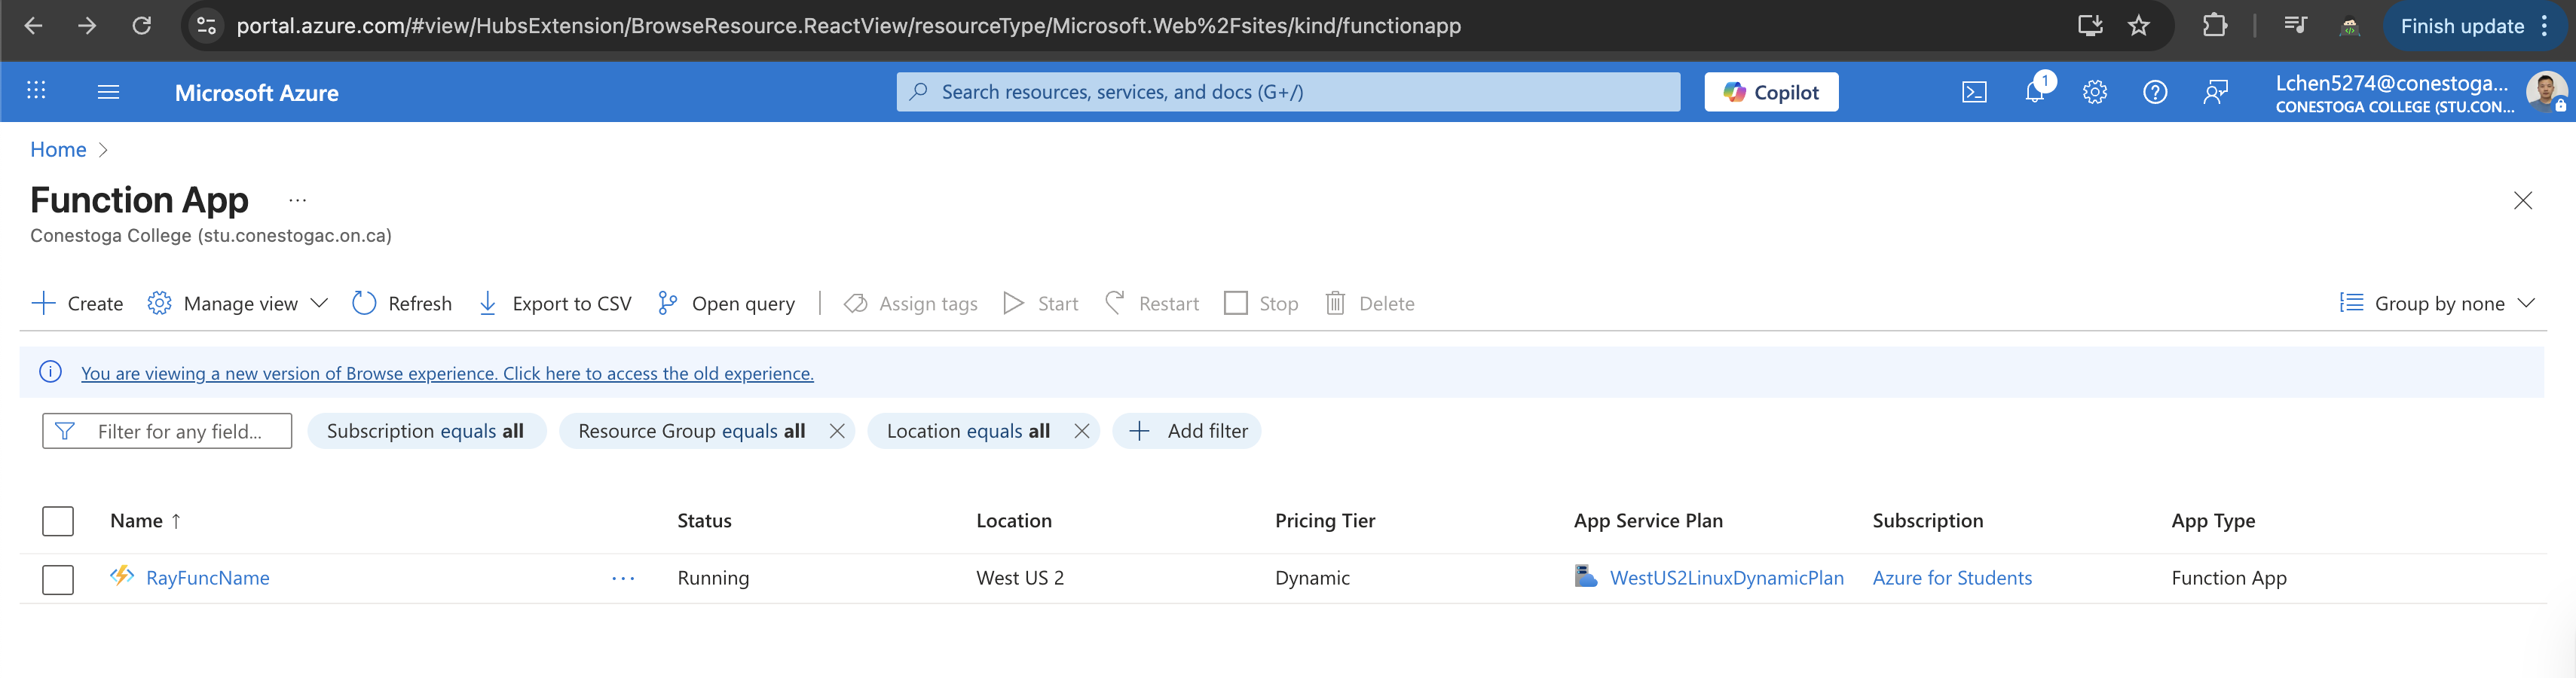 portal.azure.com/#view/HubsExtension/BrowseResource.ReactView/resourceType/Microsoft.Web%2Fsites/kind/functionapp
Finish update
Microsoft Azure
Search resources, services, and docs (G+/)
Copilot
1
Lchen5274@conestoga...
CONESTOGA COLLEGE (STU.CON...
Home
Function App ...
Conestoga College (stu.conestogac.on.ca)
Create Manage view Refresh Export to CSV Open query Assign tags Start Restart Stop Delete Group by none
You are viewing a new version of Browse experience. Click here to access the old experience.
Filter for any field... Subscription equals all Resource Group equals all Location equals all Add filter
Name ↑ Status Location Pricing Tier App Service Plan Subscription App Type
RayFuncName ... Running West US 2 Dynamic WestUS2LinuxDynamicPlan Azure for Students Function App